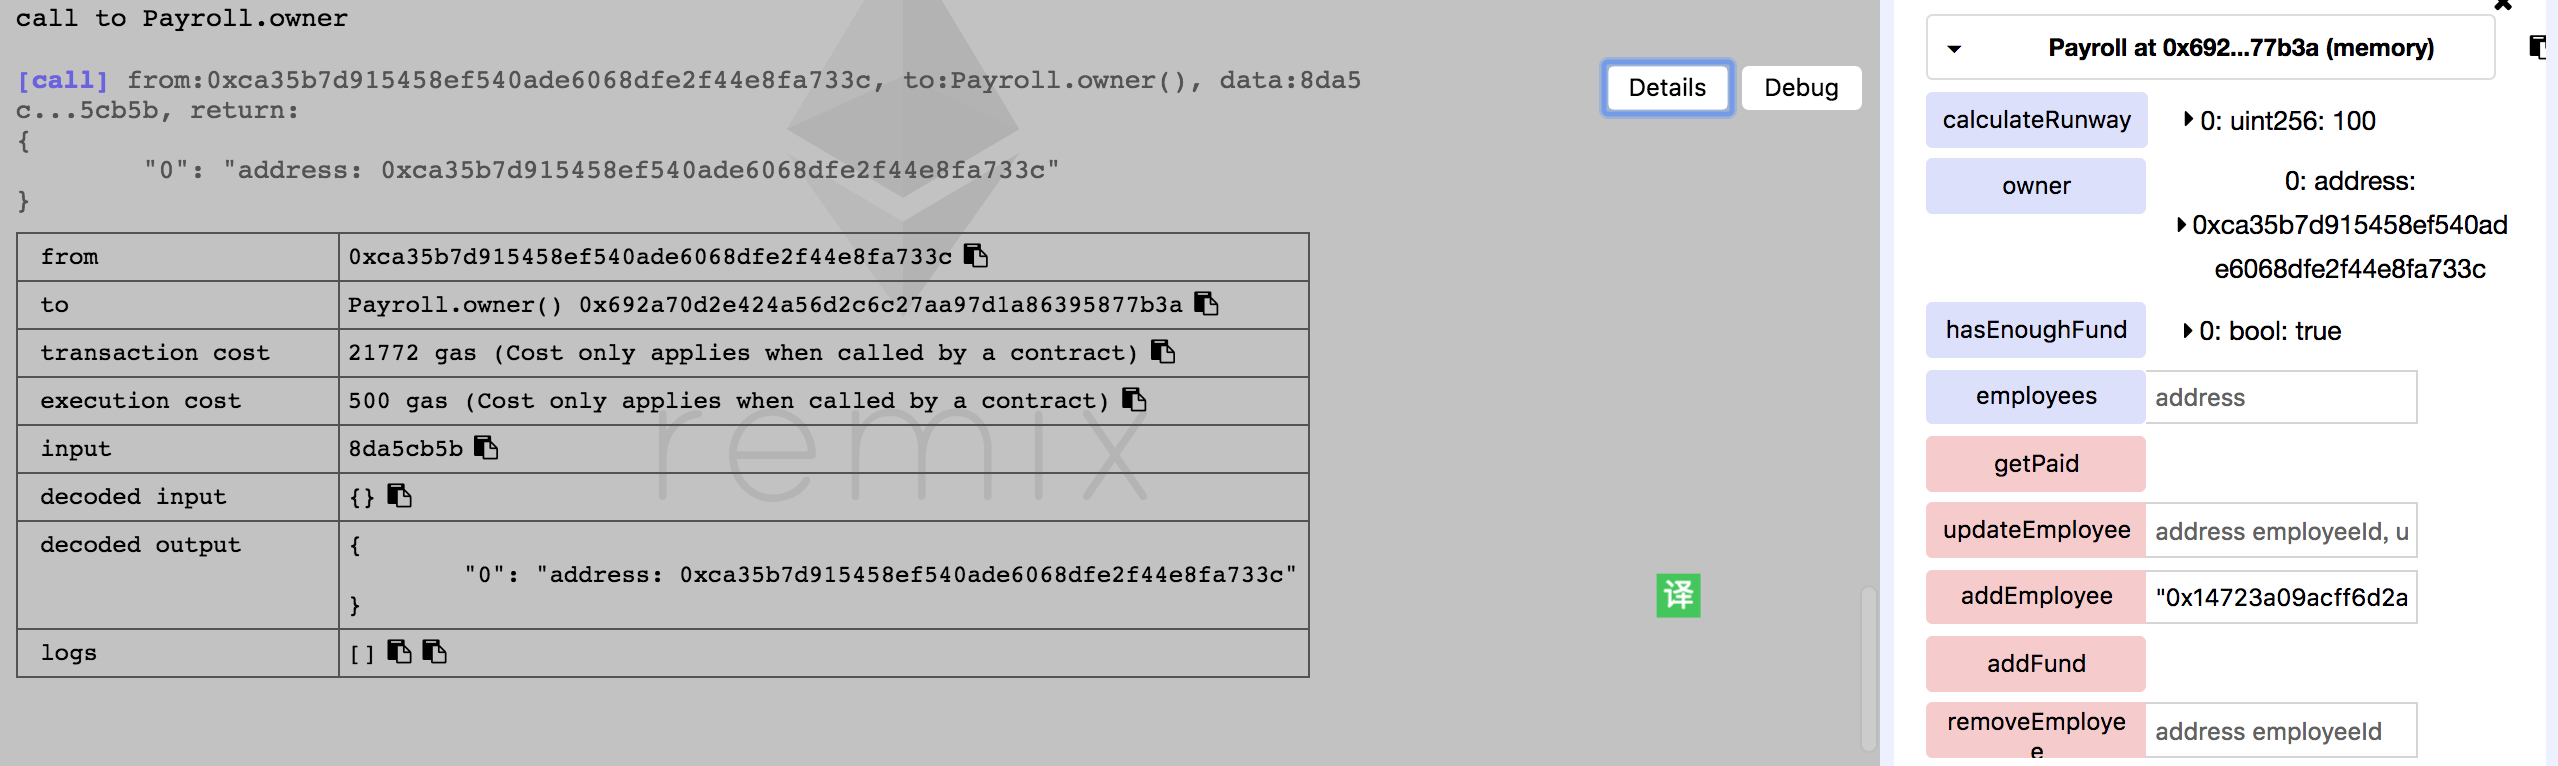 call to Payroll.owner
[call] from:0xca35b7d915458ef540ade6068dfe2f44e8fa733c, to:Payroll.owner(), data:8da5
c...5cb5b, return:
{
"0": "address: 0xca35b7d915458ef540ade6068dfe2f44e8fa733c"
}
Details Debug
from 0xca35b7d915458ef540ade6068dfe2f44e8fa733c
to Payroll.owner() 0x692a70d2e424a56d2c6c27aa97d1a86395877b3a
transaction cost 21772 gas (Cost only applies when called by a contract)
execution cost 500 gas (Cost only applies when called by a contract)
input 8da5cb5b
decoded input {}
decoded output {
"0": "address: 0xca35b7d915458ef540ade6068dfe2f44e8fa733c"
}
logs []
remix
译
Payroll at 0x692...77b3a (memory)
calculateRunway 0: uint256: 100
owner 0: address:
0xca35b7d915458ef540ad
e6068dfe2f44e8fa733c
hasEnoughFund 0: bool: true
employees address
getPaid
updateEmployee address employeeId, u
addEmployee "0x14723a09acff6d2a
addFund
removeEmploye
e
address employeeId